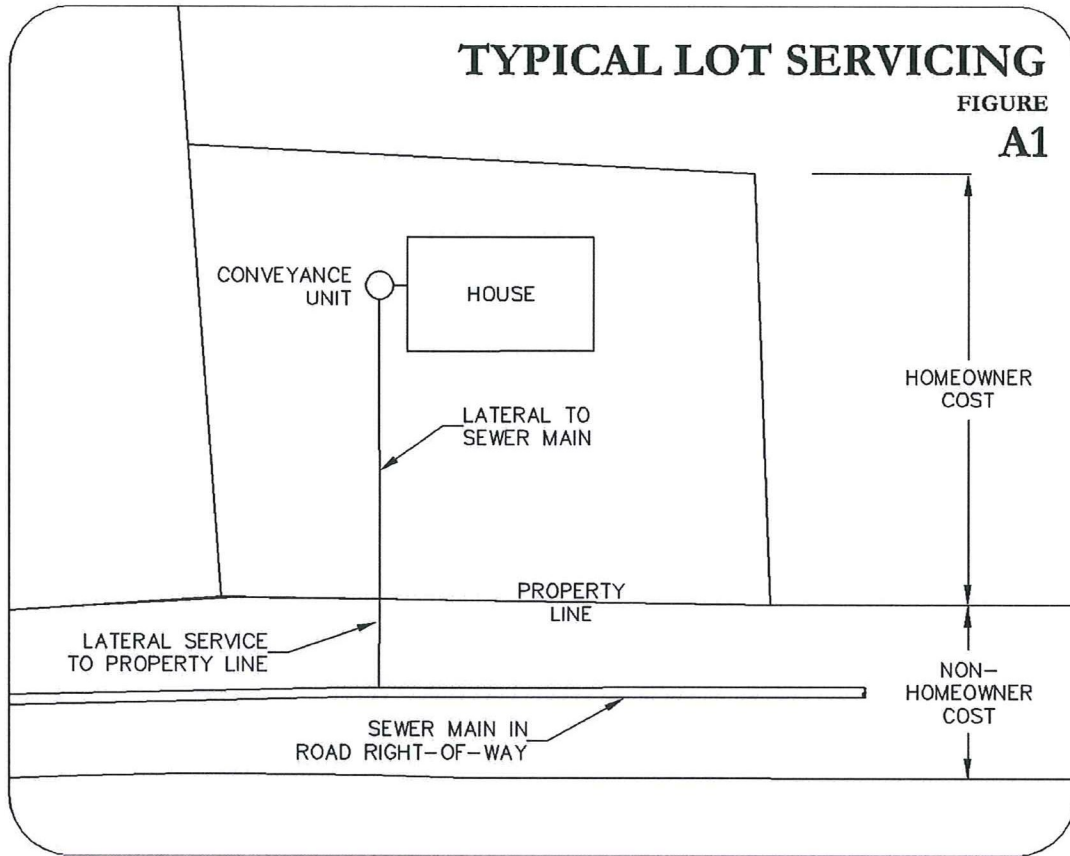 TYPICAL LOT SERVICING
FIGURE
A1
CONVEYANCE
UNIT
HOUSE
HOMEOWNER
COST
LATERAL TO
SEWER MAIN
PROPERTY
LINE
LATERAL SERVICE
TO PROPERTY LINE
NON-
HOMEOWNER
COST
SEWER MAIN IN
ROAD RIGHT-OF-WAY